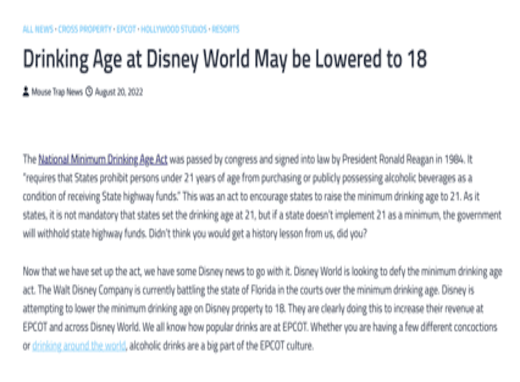 ALL NEWS • CROSS PROPERTY • EPCOT • HOLLYWOOD STUDIOS • RESORTS
Drinking Age at Disney World May be Lowered to 18
Mouse Trap News August 20, 2022
The National Minimum Drinking Age Act was passed by congress and signed into law by President Ronald Reagan in 1984. It
"requires that States prohibit persons under 21 years of age from purchasing or publicly possessing alcoholic beverages as a
condition of receiving State highway funds." This was an act to encourage states to raise the minimum drinking age to 21. As it
states, it is not mandatory that states set the drinking age at 21, but if a state doesn't implement 21 as a minimum, the government
will withhold state highway funds. Didn't think you would get a history lesson from us, did you?
Now that we have set up the act, we have some Disney news to go with it. Disney World is looking to defy the minimum drinking age
act. The Walt Disney Company is currently battling the state of Florida in the courts over the minimum drinking age. Disney is
attempting to lower the minimum drinking age on Disney property to 18. They are clearly doing this to increase their revenue at
EPCOT and across Disney World. We all know how popular drinks are at EPCOT. Whether you are having a few different concoctions
or drinking around the world, alcoholic drinks are a big part of the EPCOT culture.